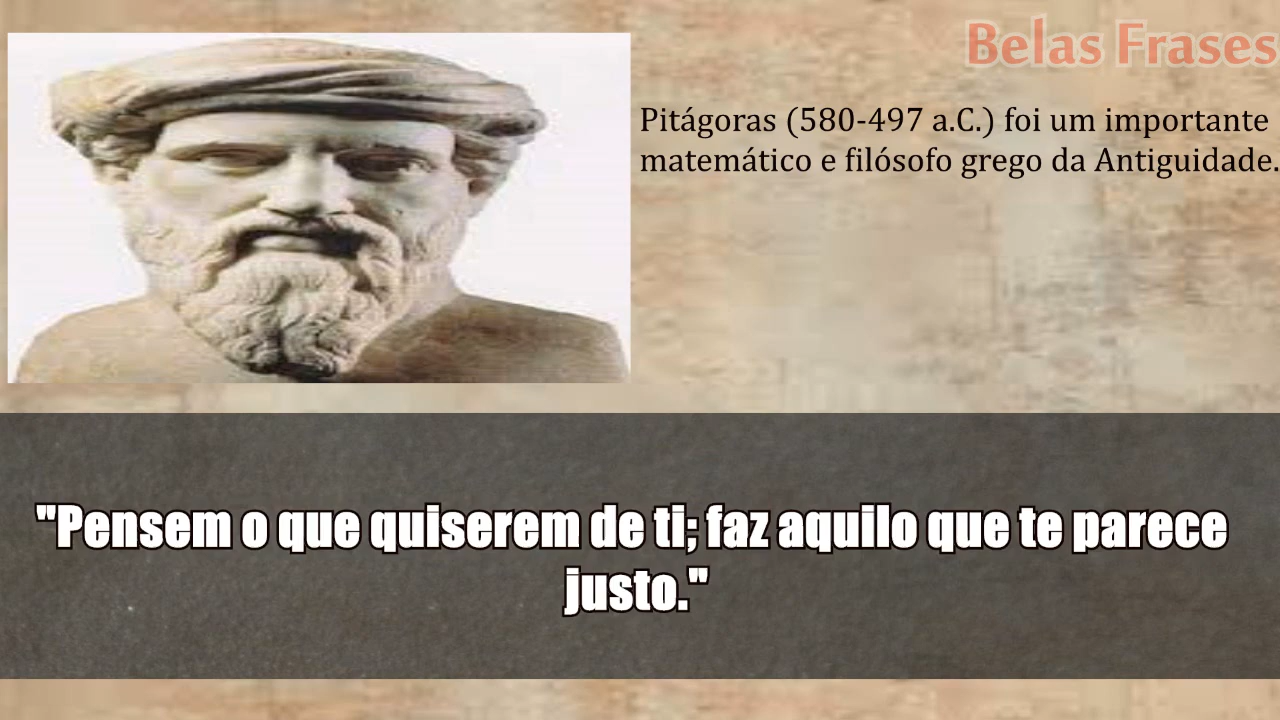 Belas Frases
Pitágoras (580-497 a.C.) foi um importante
matemático e filósofo grego da Antiguidade.
"Pensem o que quiserem de ti; faz aquilo que te parece
justo."